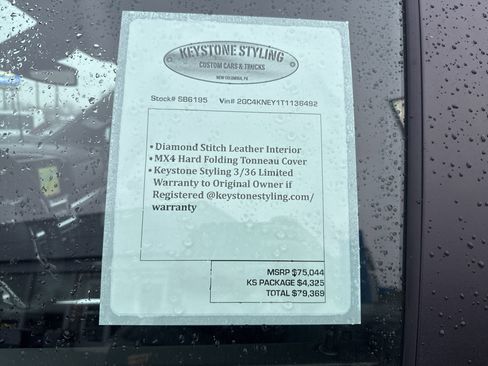 KEYSTONE STYLING
CUSTOM CARS & TRUCKS
NEW COLUMBIA, PA
Stock# SB6195 Vin# 2GC4KNEY1T1136492
• Diamond Stitch Leather Interior
• MX4 Hard Folding Tonneau Cover
• Keystone Styling 3/36 Limited
Warranty to Original Owner if
Registered @keystonestyling.com/
warranty
MSRP $75,044
KS PACKAGE $4,325
TOTAL $79,369